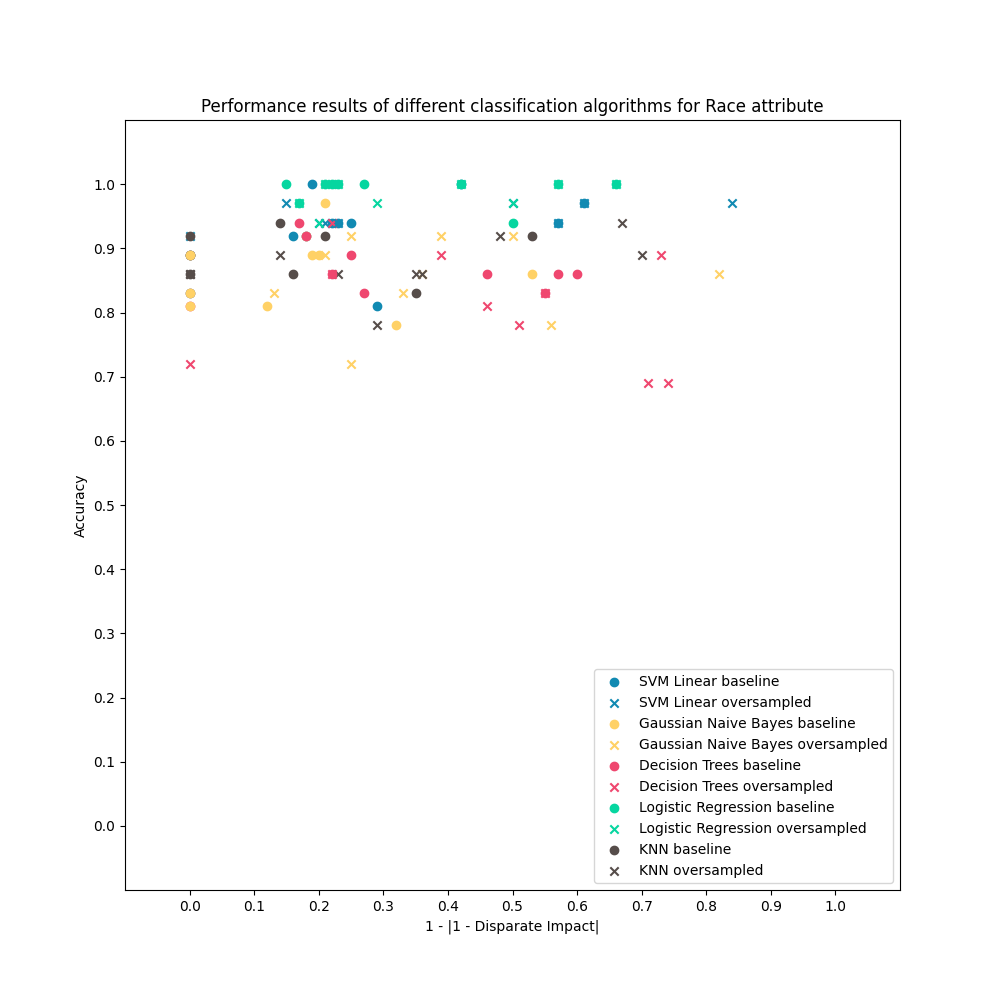 Performance results of different classification algorithms for Race attribute
1.0
0.9
0.8
0.7
0.6
0.5
0.4
0.3
0.2
0.1
0.0
Accuracy
SVM Linear baseline
SVM Linear oversampled
Gaussian Naive Bayes baseline
Gaussian Naive Bayes oversampled
Decision Trees baseline
Decision Trees oversampled
Logistic Regression baseline
Logistic Regression oversampled
KNN baseline
KNN oversampled
0.0 0.1 0.2 0.3 0.4 0.5 0.6 0.7 0.8 0.9 1.0
1 - |1 - Disparate Impact|